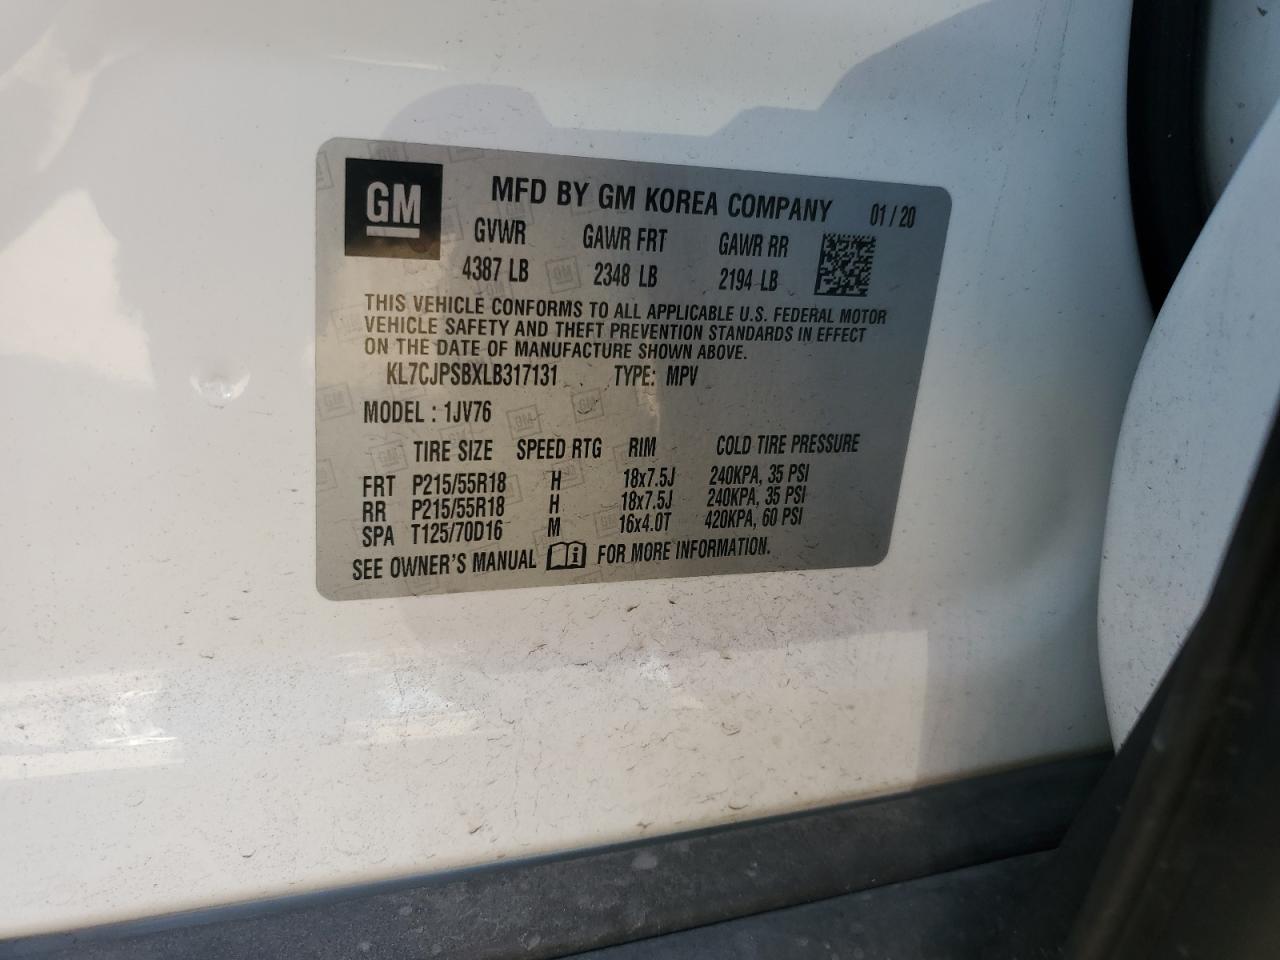 GM
MFD BY GM KOREA COMPANY 01 / 20
GVWR GAWR FRT GAWR RR
4387 LB 2348 LB 2194 LB
THIS VEHICLE CONFORMS TO ALL APPLICABLE U.S. FEDERAL MOTOR
VEHICLE SAFETY AND THEFT PREVENTION STANDARDS IN EFFECT
ON THE DATE OF MANUFACTURE SHOWN ABOVE.
KL7CJPSBXLB317131 TYPE: MPV
MODEL : 1JV76
TIRE SIZE SPEED RTG RIM COLD TIRE PRESSURE
FRT P215/55R18 H 18x7.5J 240KPA, 35 PSI
RR P215/55R18 H 18x7.5J 240KPA, 35 PSI
SPA T125/70D16 M 16x4.0T 420KPA, 60 PSI
SEE OWNER'S MANUAL i FOR MORE INFORMATION.